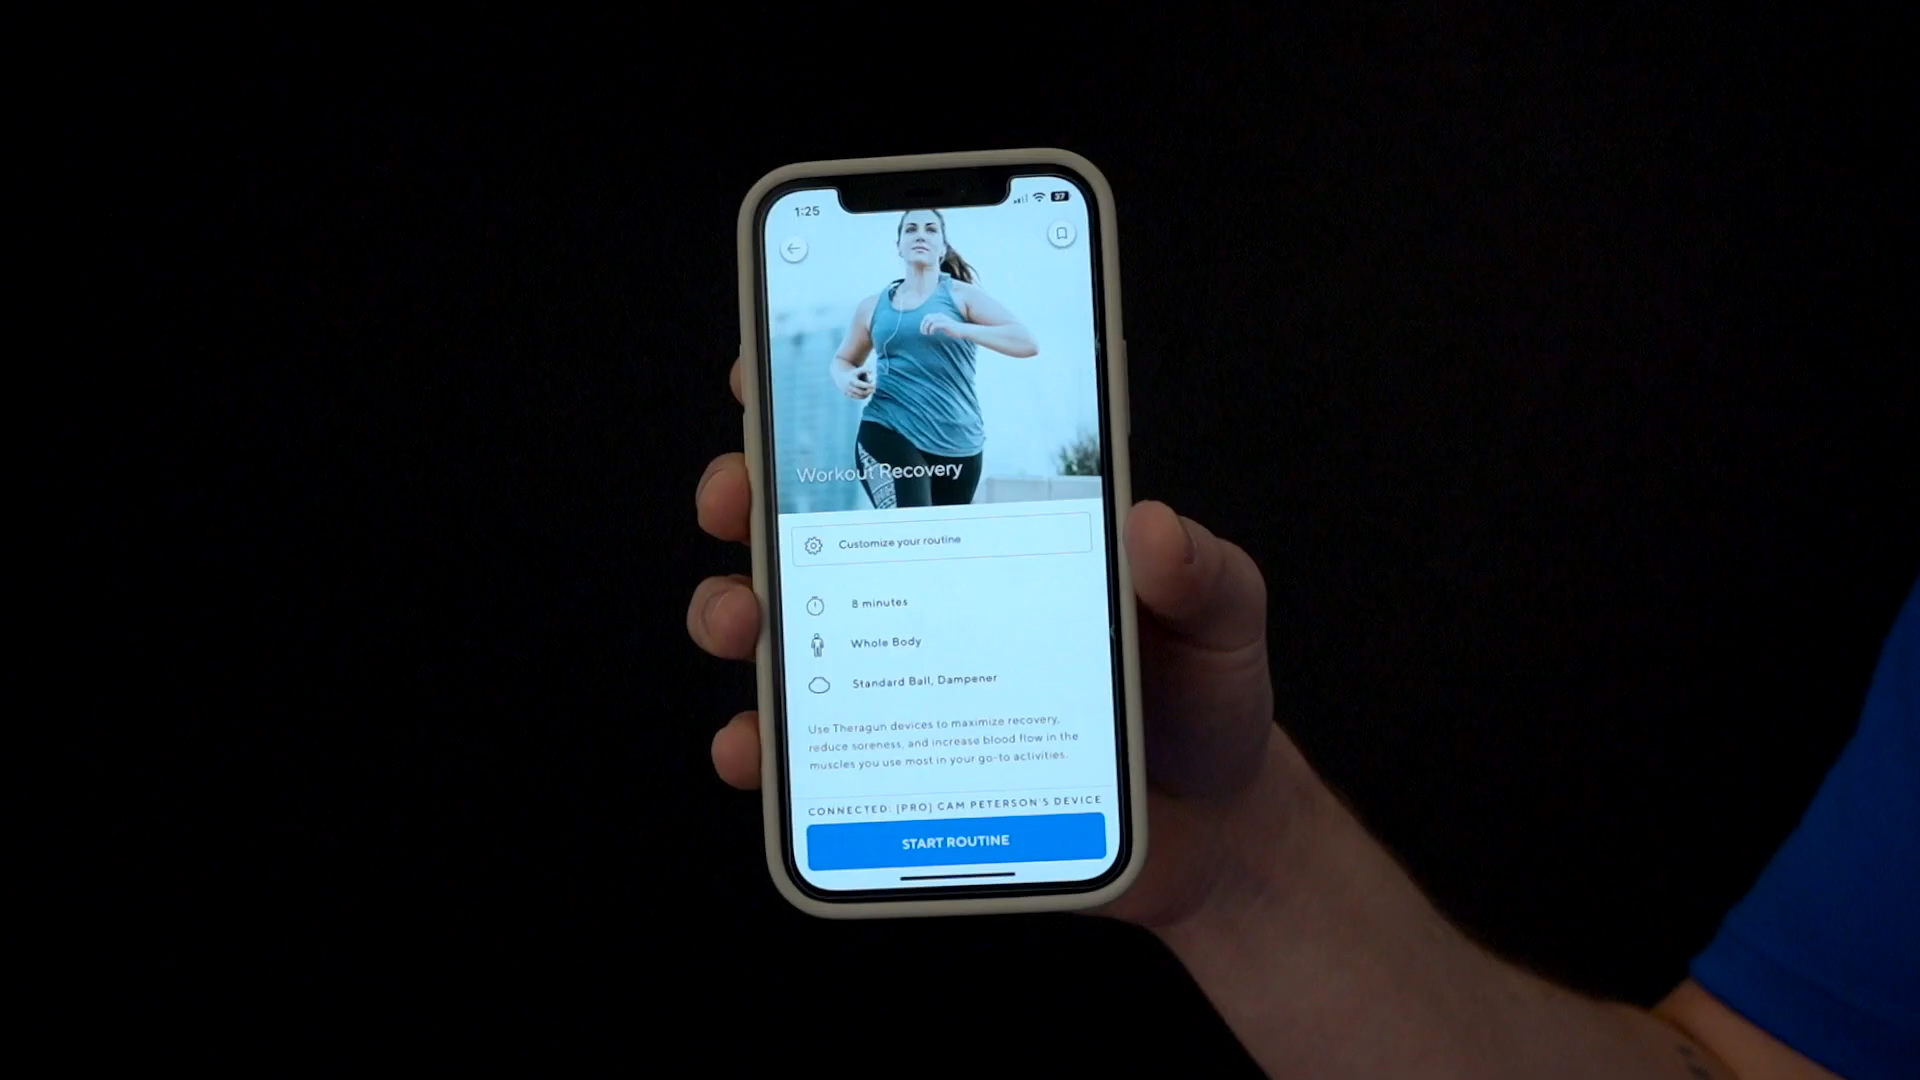 1:25
37
Workout Recovery
Customize your routine
8 minutes
Whole Body
Standard Ball, Dampener
Use Theragun devices to maximize recovery,
reduce soreness, and increase blood flow in the
muscles you use most in your go-to activities.
CONNECTED: [PRO] CAM PETERSON'S DEVICE
START ROUTINE